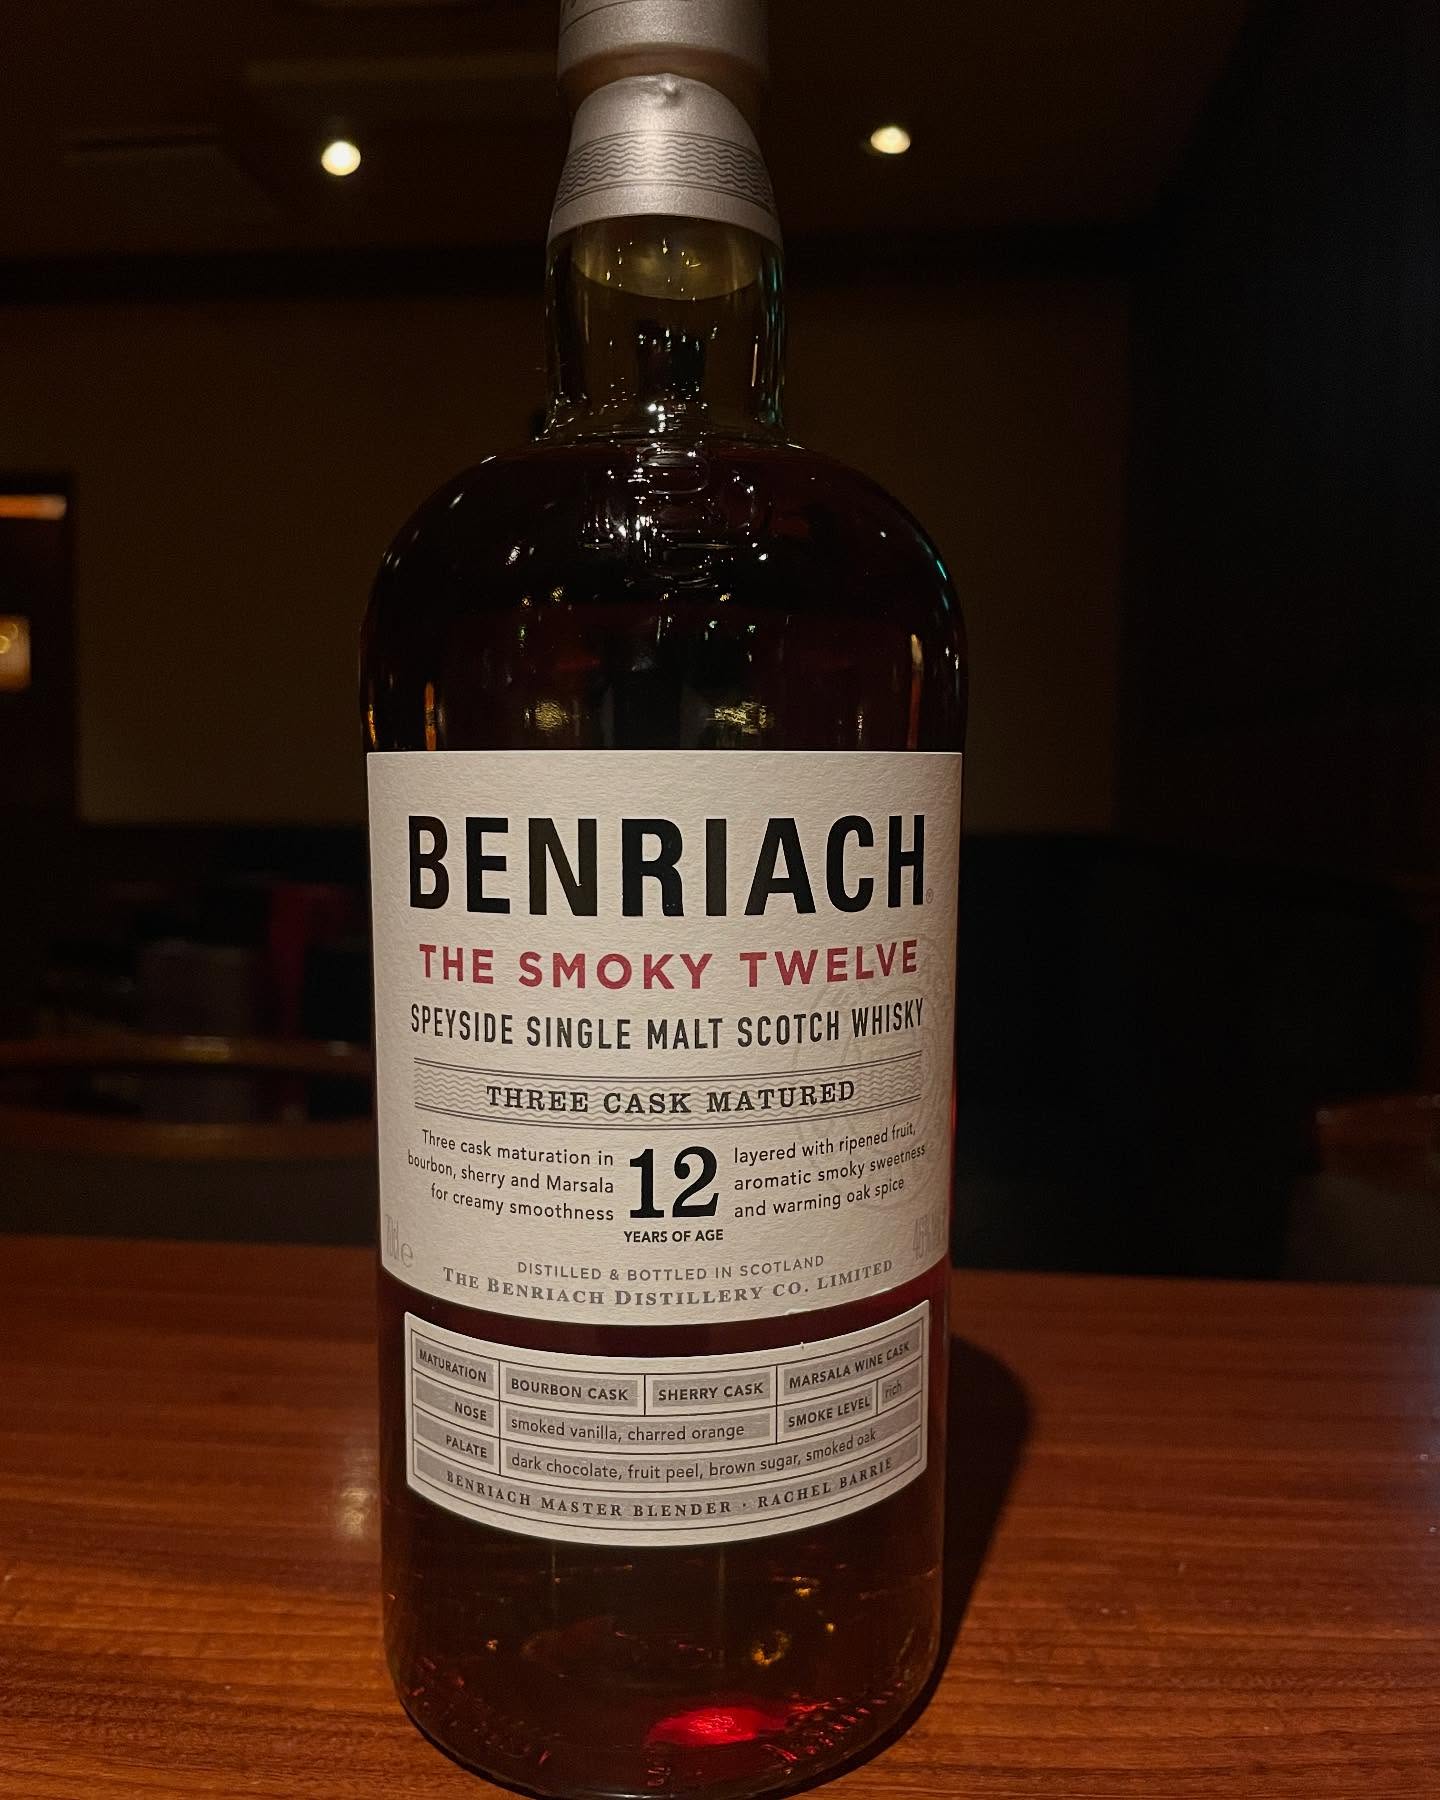 BENRIACH®
THE SMOKY TWELVE
SPEYSIDE SINGLE MALT SCOTCH WHISKY
THREE CASK MATURED
Three cask maturation in
bourbon, sherry and Marsala
for creamy smoothness
12
YEARS OF AGE
layered with ripened fruit,
aromatic smoky sweetness
and warming oak spice
DISTILLED & BOTTLED IN SCOTLAND
THE BENRIACH DISTILLERY CO. LIMITED
MATURATION BOURBON CASK SHERRY CASK MARSALA WINE CASK
NOSE smoked vanilla, charred orange SMOKE LEVEL rich
PALATE dark chocolate, fruit peel, brown sugar, smoked oak
BENRIACH MASTER BLENDER · RACHEL BARRIE